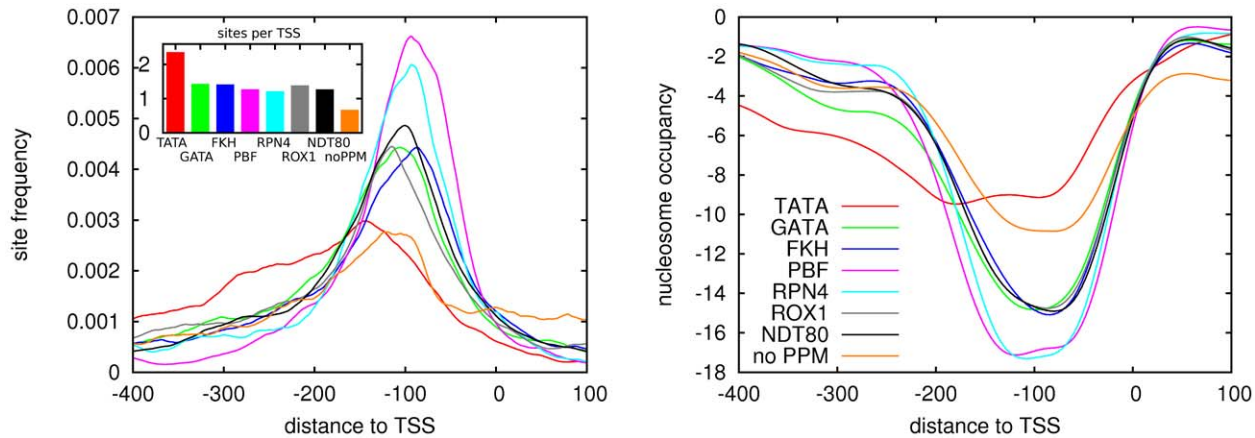 0.007
0.006
0.005
0.004
0.003
0.002
0.001
0
site frequency
-400 -300 -200 -100 0 100
distance to TSS
sites per TSS
2
1
0
TATA FKH RPN4 NDT80
GATA PBF ROX1 noPPM
0
-2
-4
-6
-8
-10
-12
-14
-16
-18
nucleosome occupancy
TATA
GATA
FKH
PBF
RPN4
ROX1
NDT80
no PPM
-400 -300 -200 -100 0 100
distance to TSS